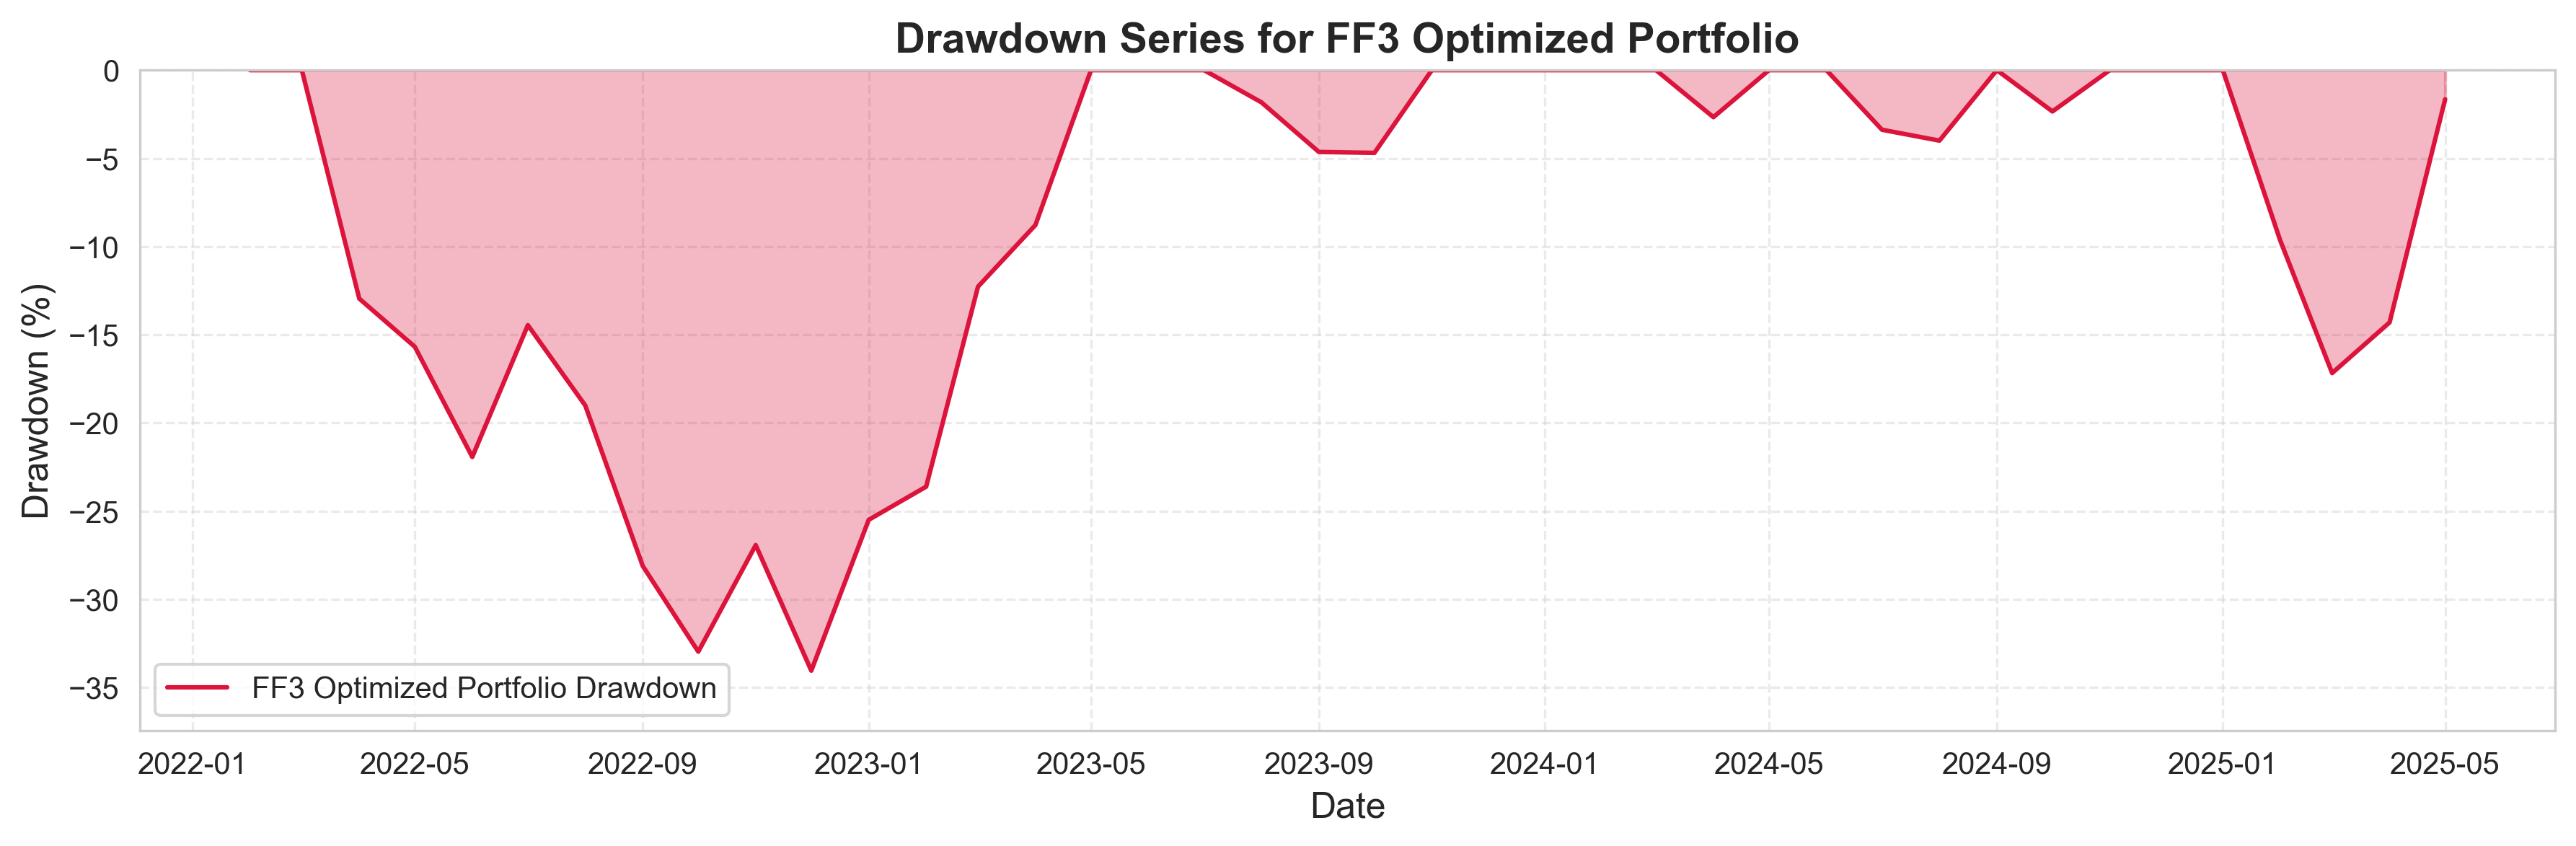 Drawdown Series for FF3 Optimized Portfolio
Drawdown (%)
0
−5
−10
−15
−20
−25
−30
−35
FF3 Optimized Portfolio Drawdown
2022-01 2022-05 2022-09 2023-01 2023-05 2023-09 2024-01 2024-05 2024-09 2025-01 2025-05
Date